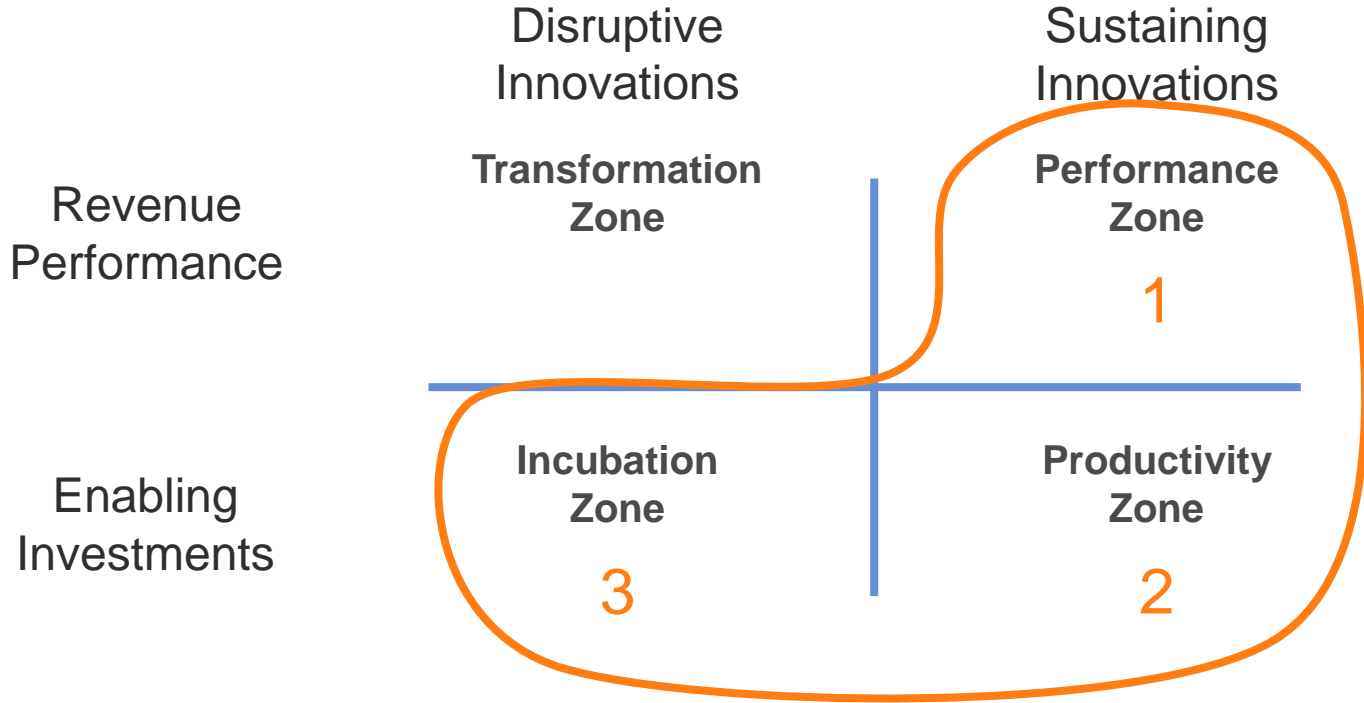 Disruptive
Innovations
Sustaining
Innovations
Revenue
Performance
Transformation
Zone
Performance
Zone
1
Enabling
Investments
Incubation
Zone
3
Productivity
Zone
2